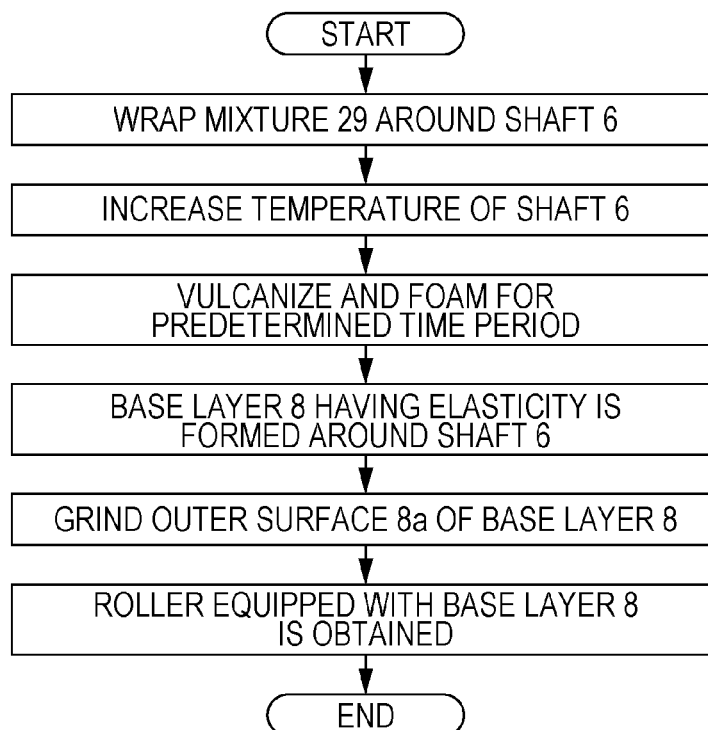 START
WRAP MIXTURE 29 AROUND SHAFT 6
INCREASE TEMPERATURE OF SHAFT 6
VULCANIZE AND FOAM FOR
PREDETERMINED TIME PERIOD
BASE LAYER 8 HAVING ELASTICITY IS
FORMED AROUND SHAFT 6
GRIND OUTER SURFACE 8a OF BASE LAYER 8
ROLLER EQUIPPED WITH BASE LAYER 8
IS OBTAINED
END